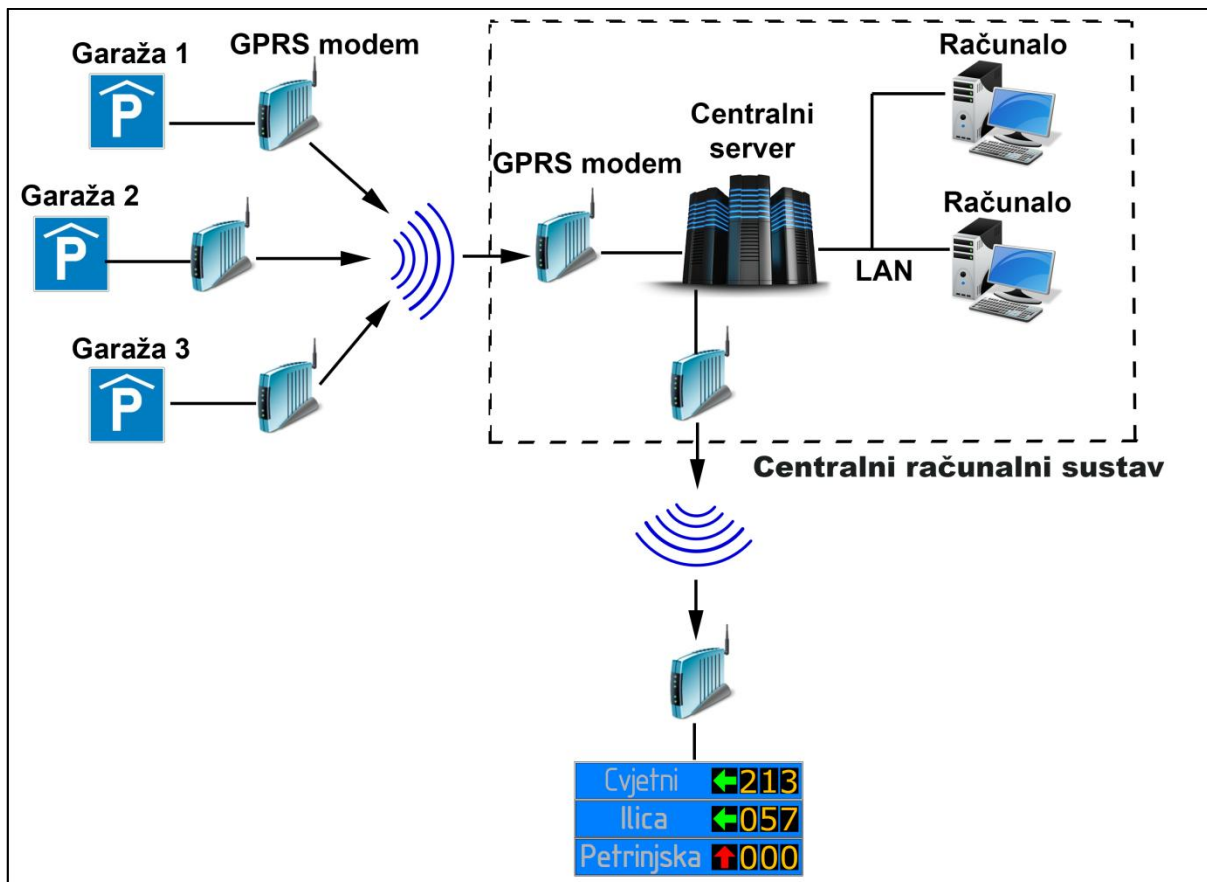 Garaža 1
P
GPRS modem
Garaža 2
P
Garaža 3
P
GPRS modem
Centralni
server
Računalo
Računalo
LAN
Centralni računalni sustav
Cvjetni 213
Ilica 057
Petrinjska 000